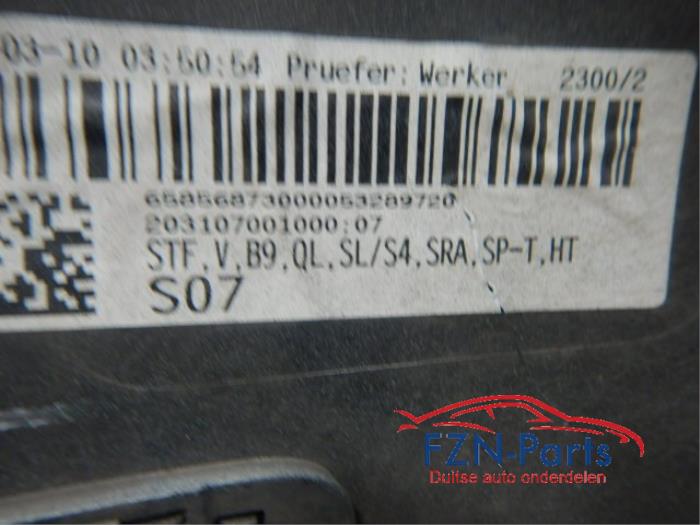 -03-10 03:50:54 Pruefer: Werker 2300/2
6585687300005328972
203107001000:07
STF,V,B9,QL,SL/S4,SRA,SP-T,HT
S07
FZN-Parts
Duitse auto onderdelen